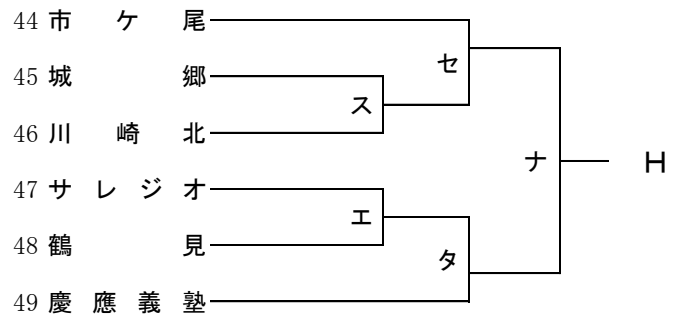 44 市ケ尾
セ
45 城郷
ス
46 川崎北
ナ H
47 サレジオ
エ
48 鶴見
タ
49 慶應義塾